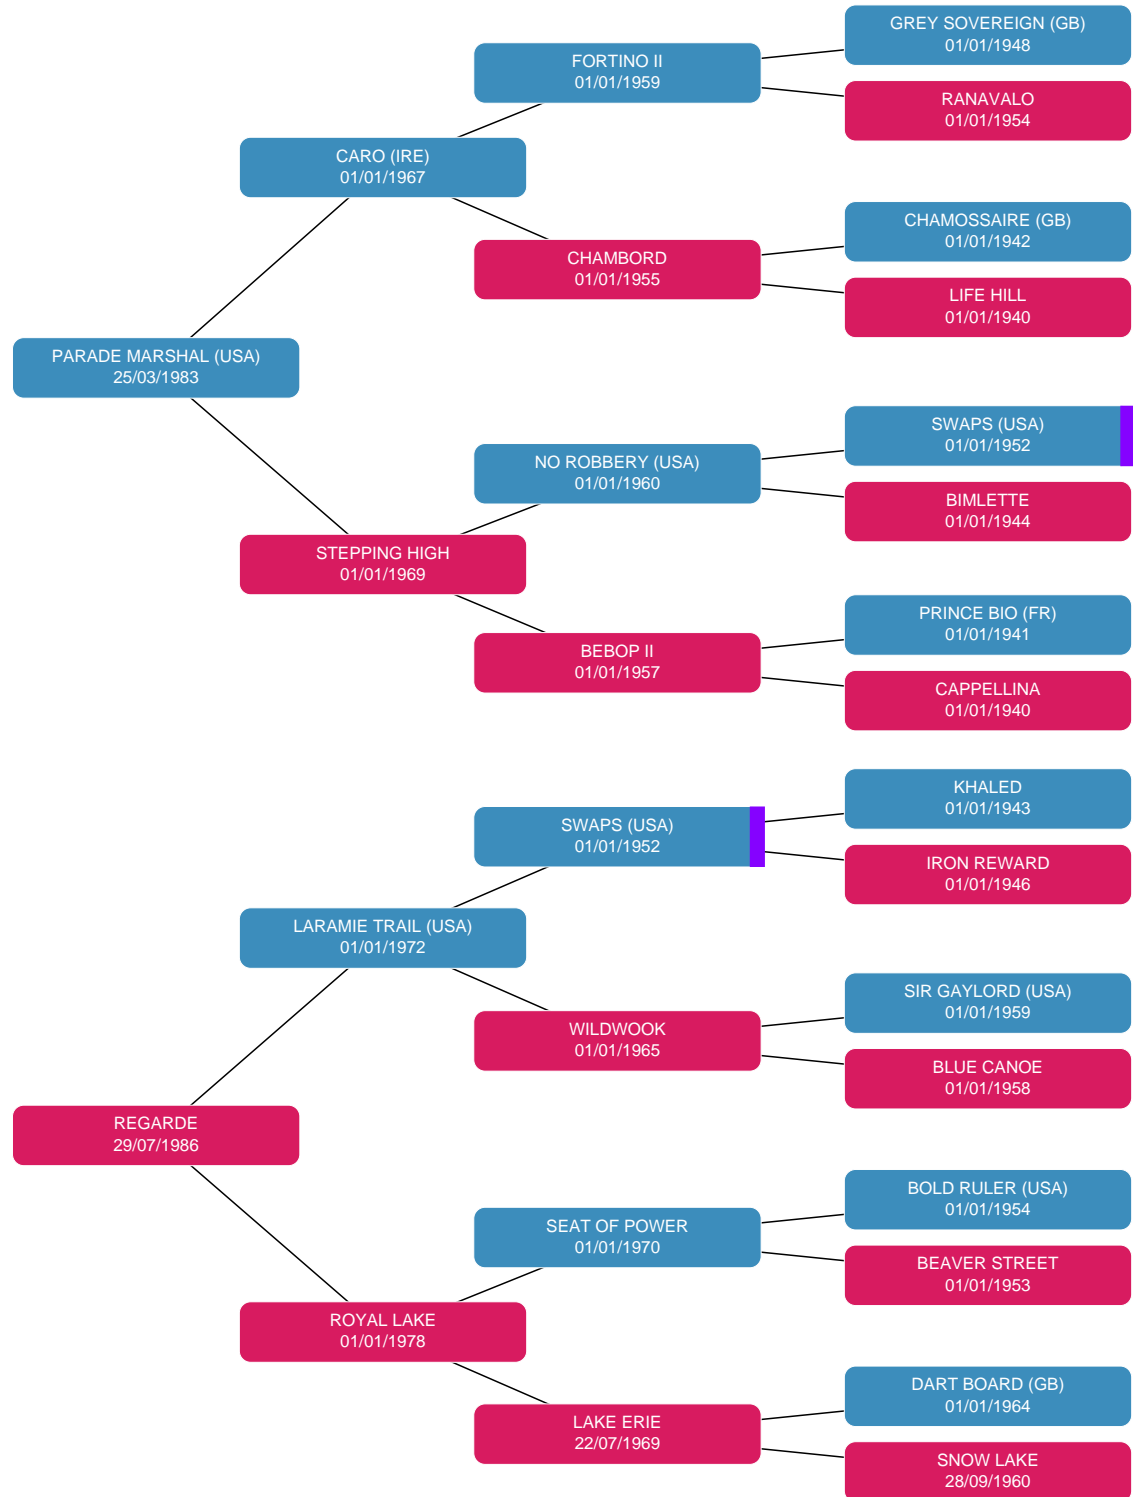 GREY SOVEREIGN (GB)
01/01/1948
FORTINO II
01/01/1959
RANAVALO
01/01/1954
CARO (IRE)
01/01/1967
CHAMOSSAIRE (GB)
01/01/1942
CHAMBORD
01/01/1955
LIFE HILL
01/01/1940
PARADE MARSHAL (USA)
25/03/1983
SWAPS (USA)
01/01/1952
NO ROBBERY (USA)
01/01/1960
BIMLETTE
01/01/1944
STEPPING HIGH
01/01/1969
PRINCE BIO (FR)
01/01/1941
BEBOP II
01/01/1957
CAPPELLINA
01/01/1940
KHALED
01/01/1943
SWAPS (USA)
01/01/1952
IRON REWARD
01/01/1946
LARAMIE TRAIL (USA)
01/01/1972
SIR GAYLORD (USA)
01/01/1959
WILDWOOK
01/01/1965
BLUE CANOE
01/01/1958
REGARDE
29/07/1986
BOLD RULER (USA)
01/01/1954
SEAT OF POWER
01/01/1970
BEAVER STREET
01/01/1953
ROYAL LAKE
01/01/1978
DART BOARD (GB)
01/01/1964
LAKE ERIE
22/07/1969
SNOW LAKE
28/09/1960